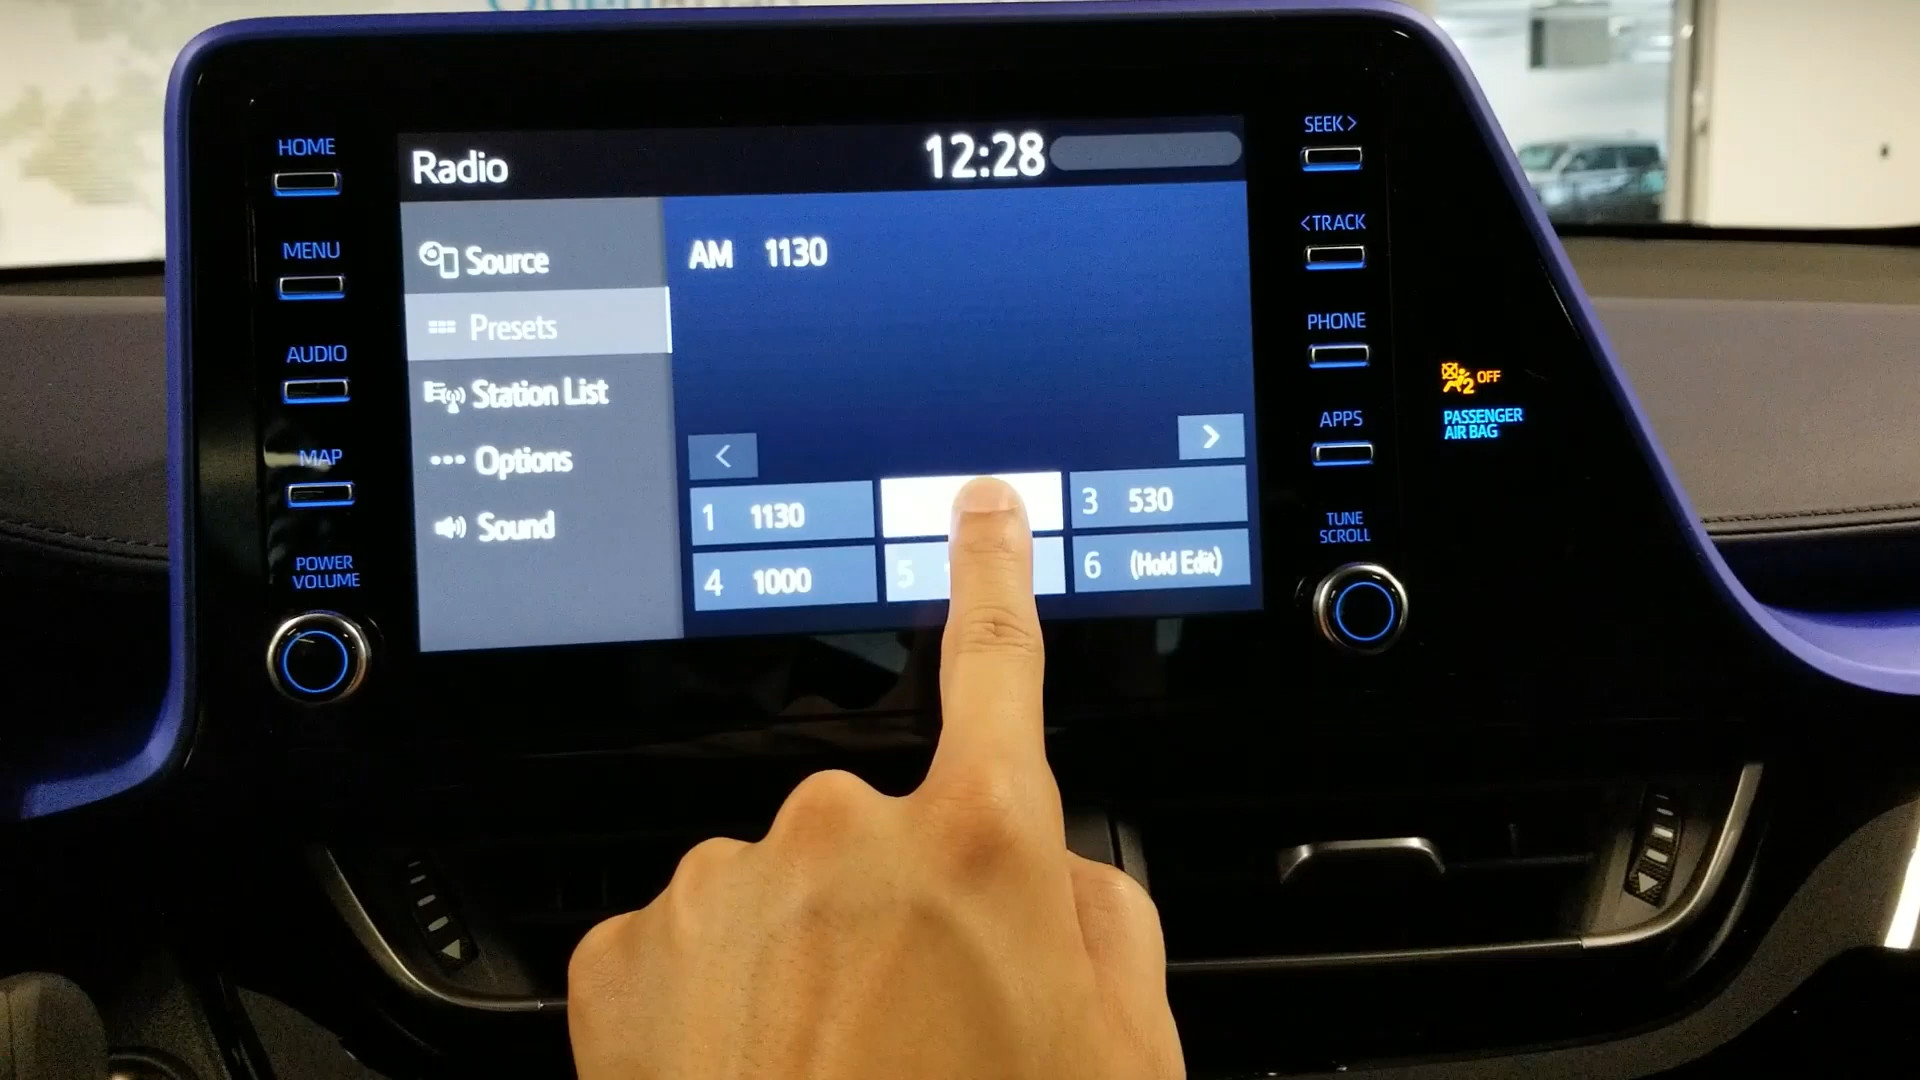 HOME
MENU
AUDIO
MAP
POWER
VOLUME
Radio
12:28
Source
Presets
Station List
Options
Sound
AM 1130
<
>
1 1130
3 530
4 1000
5
6 (Hold Edit)
SEEK >
< TRACK
PHONE
APPS
TUNE
SCROLL
2 OFF
PASSENGER
AIR BAG